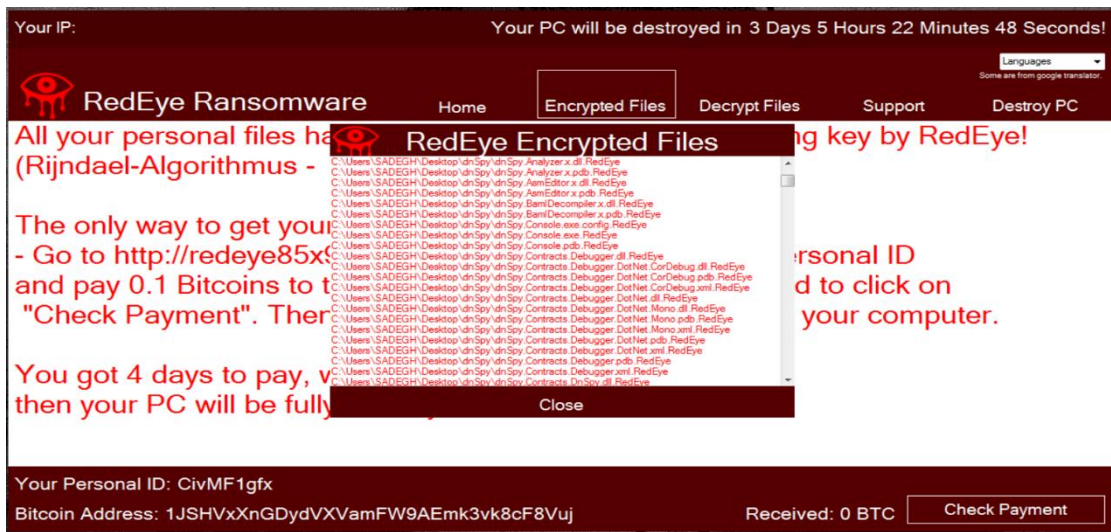 Your IP:
Your PC will be destroyed in 3 Days 5 Hours 22 Minutes 48 Seconds!
Languages
Some are from google translator.
RedEye Ransomware
Home
Encrypted Files
Decrypt Files
Support
Destroy PC
All your personal files ha
ng key by RedEye!
(Rijndael-Algorithmus -
The only way to get your
- Go to http://redeye85x9
ersonal ID
and pay 0.1 Bitcoins to t
d to click on
"Check Payment". Then
your computer.
You got 4 days to pay, w
then your PC will be fully
RedEye Encrypted Files
C:\Users\SADEGH\Desktop\dnSpy\dnSpy.Analyzer.x.dll.RedEye
C:\Users\SADEGH\Desktop\dnSpy\dnSpy.Analyzer.x.pdb.RedEye
C:\Users\SADEGH\Desktop\dnSpy\dnSpy.AsmEditor.x.dll.RedEye
C:\Users\SADEGH\Desktop\dnSpy\dnSpy.AsmEditor.x.pdb.RedEye
C:\Users\SADEGH\Desktop\dnSpy\dnSpy.BamlDecompiler.x.dll.RedEye
C:\Users\SADEGH\Desktop\dnSpy\dnSpy.BamlDecompiler.x.pdb.RedEye
C:\Users\SADEGH\Desktop\dnSpy\dnSpy.Console.exe.config.RedEye
C:\Users\SADEGH\Desktop\dnSpy\dnSpy.Console.exe.RedEye
C:\Users\SADEGH\Desktop\dnSpy\dnSpy.Console.pdb.RedEye
C:\Users\SADEGH\Desktop\dnSpy\dnSpy.Contracts.Debugger.dll.RedEye
C:\Users\SADEGH\Desktop\dnSpy\dnSpy.Contracts.Debugger.DotNet.CorDebug.dll.RedEye
C:\Users\SADEGH\Desktop\dnSpy\dnSpy.Contracts.Debugger.DotNet.CorDebug.pdb.RedEye
C:\Users\SADEGH\Desktop\dnSpy\dnSpy.Contracts.Debugger.DotNet.CorDebug.xml.RedEye
C:\Users\SADEGH\Desktop\dnSpy\dnSpy.Contracts.Debugger.DotNet.dll.RedEye
C:\Users\SADEGH\Desktop\dnSpy\dnSpy.Contracts.Debugger.DotNet.Mono.dll.RedEye
C:\Users\SADEGH\Desktop\dnSpy\dnSpy.Contracts.Debugger.DotNet.Mono.pdb.RedEye
C:\Users\SADEGH\Desktop\dnSpy\dnSpy.Contracts.Debugger.DotNet.Mono.xml.RedEye
C:\Users\SADEGH\Desktop\dnSpy\dnSpy.Contracts.Debugger.DotNet.pdb.RedEye
C:\Users\SADEGH\Desktop\dnSpy\dnSpy.Contracts.Debugger.DotNet.xml.RedEye
C:\Users\SADEGH\Desktop\dnSpy\dnSpy.Contracts.Debugger.pdb.RedEye
C:\Users\SADEGH\Desktop\dnSpy\dnSpy.Contracts.Debugger.xml.RedEye
C:\Users\SADEGH\Desktop\dnSpy\dnSpy.Contracts.DnSpy.dll.RedEye
Close
Your Personal ID: CivMF1gfx
Bitcoin Address: 1JSHVxXnGDydVXVamFW9AEmk3vk8cF8Vuj
Received: 0 BTC
Check Payment